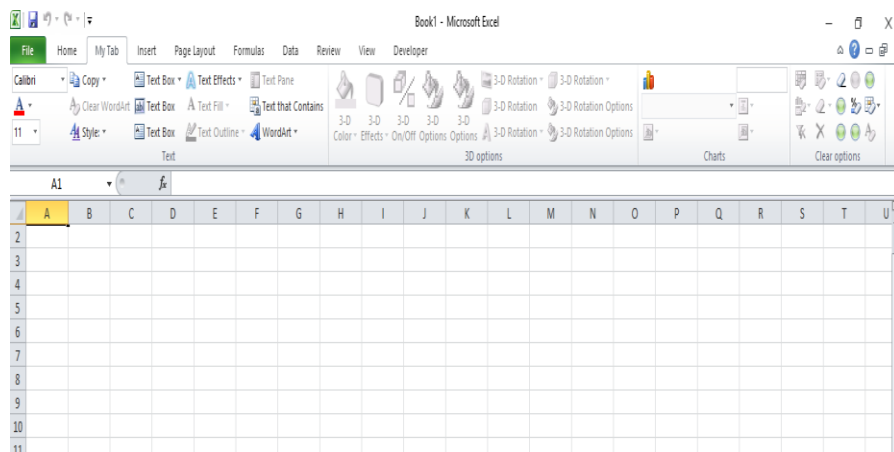 Book1 - Microsoft Excel
File Home My Tab Insert Page Layout Formulas Data Review View Developer
Calibri Copy Text Box Text Effects Text Pane 3-D Rotation 3-D Rotation
A Clear WordArt Text Box A Text Fill Text that Contains 3-D Rotation 3-D Rotation Options
11 Style: Text Box Text Outline WordArt 3-D Color Effects 3-D 3-D On/Off 3-D Options 3-D Options 3-D Rotation 3-D Rotation Options
Text 3D options Charts Clear options
A1 fx
A B C D E F G H I J K L M N O P Q R S T U
2
3
4
5
6
7
8
9
10
11